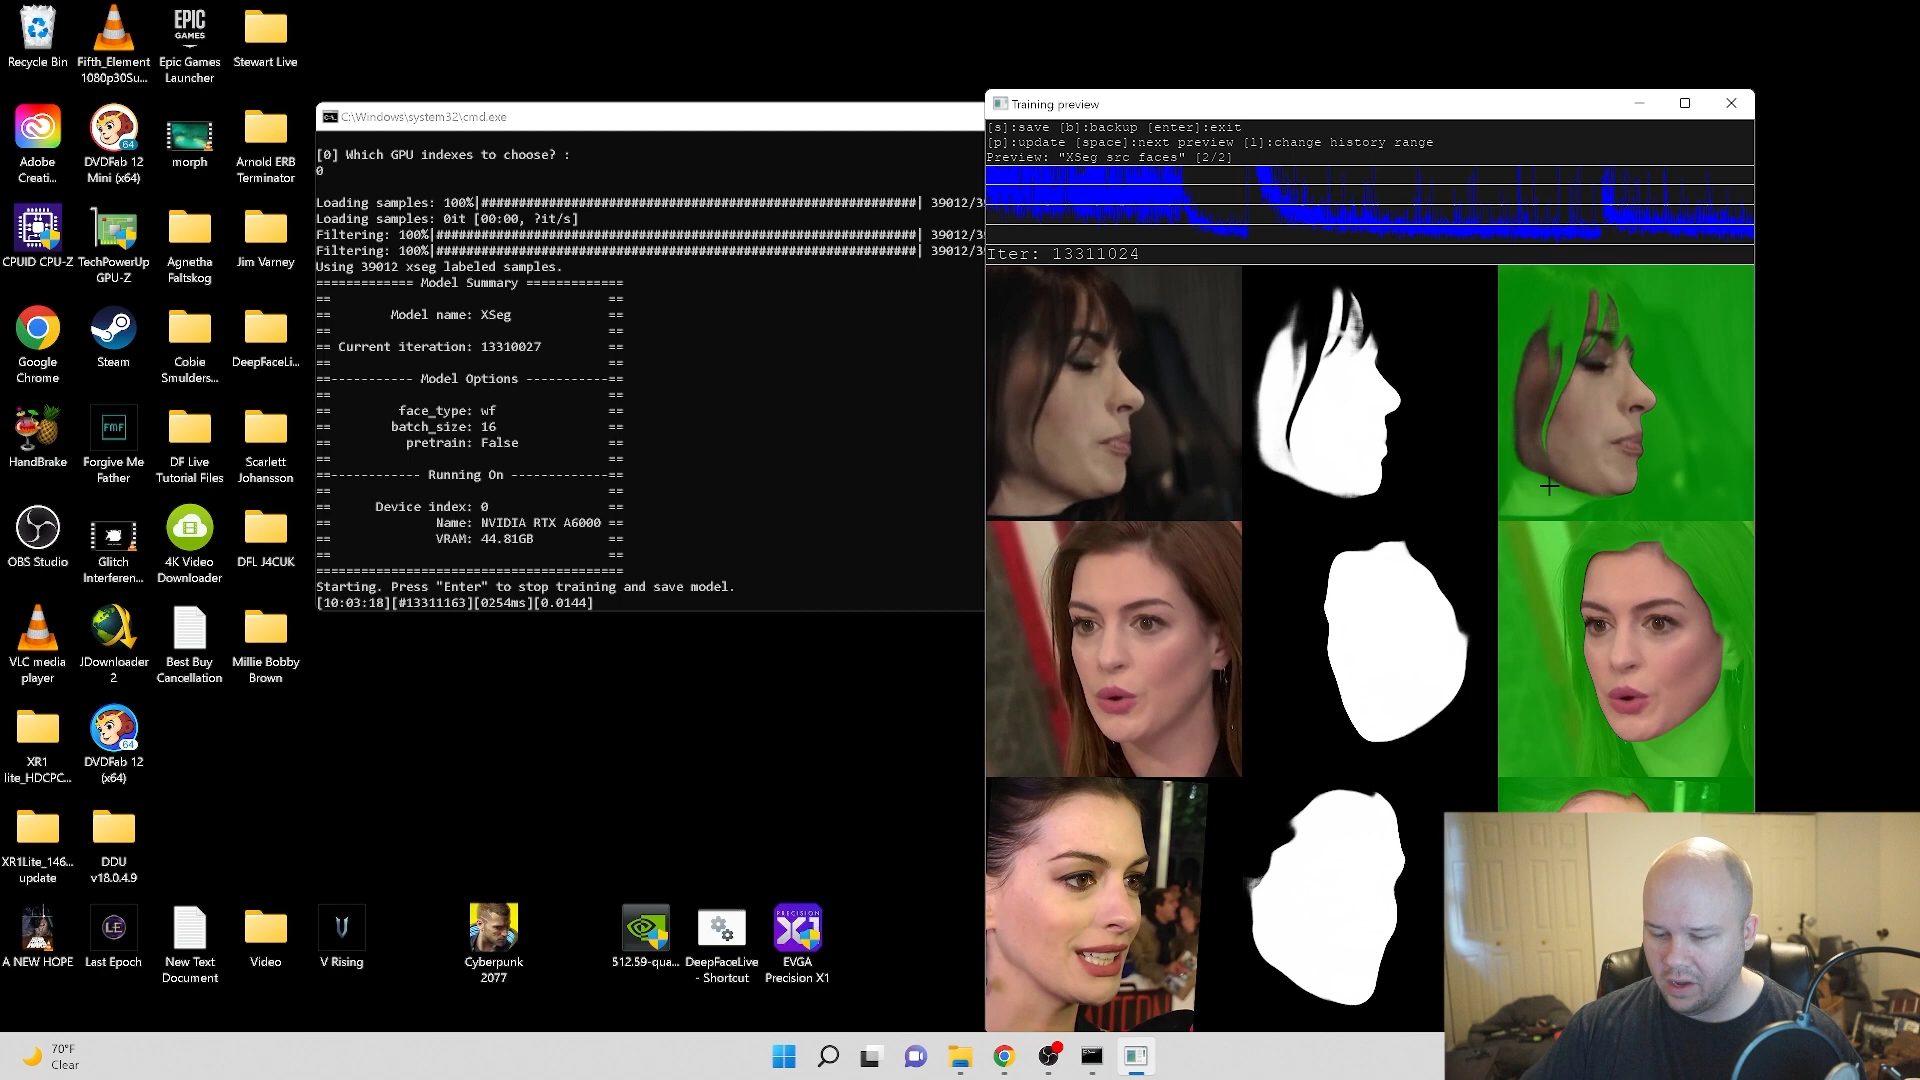 Recycle Bin
Fifth_Element
1080p30Su...
EPIC
GAMES
Epic Games
Launcher
Stewart Live
Adobe
Creati...
64
DVDFab 12
Mini (x64)
morph
Arnold ERB
Terminator
CPUID CPU-Z
TechPowerUp
GPU-Z
Agnetha
Faltskog
Jim Varney
Google
Chrome
Steam
Cobie
Smulders...
DeepFaceLi...
HandBrake
FMF
Forgive Me
Father
DF Live
Tutorial Files
Scarlett
Johansson
OBS Studio
Glitch
Interferen...
4K Video
Downloader
DFL J4CUK
VLC media
player
JDownloader
2
Best Buy
Cancellation
Millie Bobby
Brown
XR1
lite_HDCPC...
64
DVDFab 12
(x64)
XR1Lite_146...
update
DDU
v18.0.4.9
A NEW HOPE
LE
Last Epoch
New Text
Document
Video
V Rising
Cyberpunk
2077
512.59-qua...
DeepFaceLive
- Shortcut
PRECISION
X1
EVGA
Precision X1
C:\Windows\system32\cmd.exe
[0] Which GPU indexes to choose? :
0
Loading samples: 100%|############################################################| 39012/3
Loading samples: 0it [00:00, ?it/s]
Filtering: 100%|################################################################| 39012/3
Filtering: 100%|################################################################| 39012/3
Using 39012 xseg labeled samples.
============= Model Summary =============
== ==
== Model name: XSeg ==
== ==
== Current iteration: 13310027 ==
== ==
==----------- Model Options -----------==
== ==
== face_type: wf ==
== batch_size: 16 ==
== pretrain: False ==
== ==
==------------ Running On -------------==
== ==
== Device index: 0 ==
== Name: NVIDIA RTX A6000 ==
== VRAM: 44.81GB ==
== ==
=========================================
Starting. Press "Enter" to stop training and save model.
[10:03:18][#13311163][0254ms][0.0144]
Training preview
[s]:save [b]:backup [enter]:exit
[p]:update [space]:next preview [l]:change history range
Preview: "XSeg src faces" [2/2]
Iter: 13311024
70°F
Clear